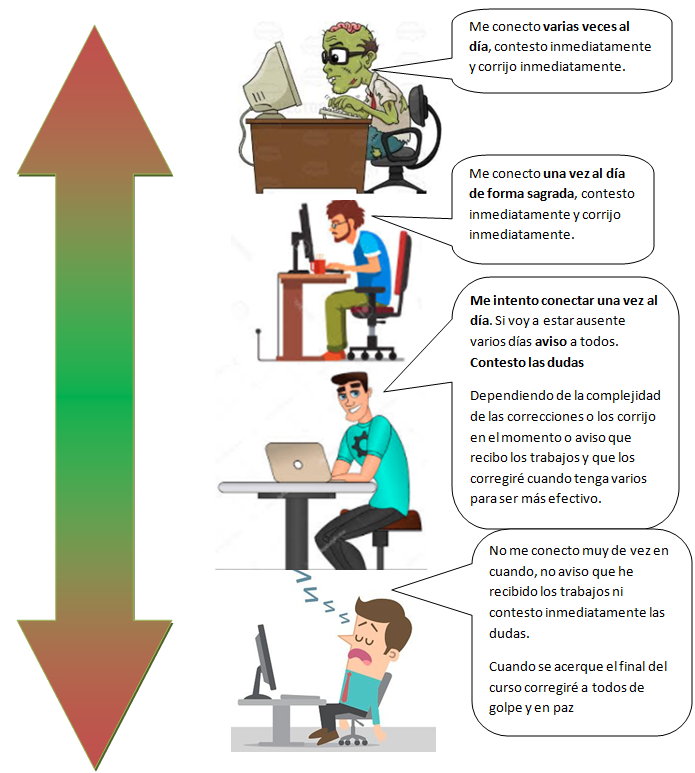 Me conecto varias veces al
día, contesto inmediatamente
y corrijo inmediatamente.
Me conecto una vez al día
de forma sagrada, contesto
inmediatamente y corrijo
inmediatamente.
Me intento conectar una vez al
día. Si voy a estar ausente
varios días aviso a todos.
Contesto las dudas
Dependiendo de la complejidad
de las correcciones o los corrijo
en el momento o aviso que
recibo los trabajos y que los
corregiré cuando tenga varios
para ser más efectivo.
No me conecto muy de vez en
cuando, no aviso que he
recibido los trabajos ni
contesto inmediatamente las
dudas.
Cuando se acerque el final del
curso corregiré a todos de
golpe y en paz